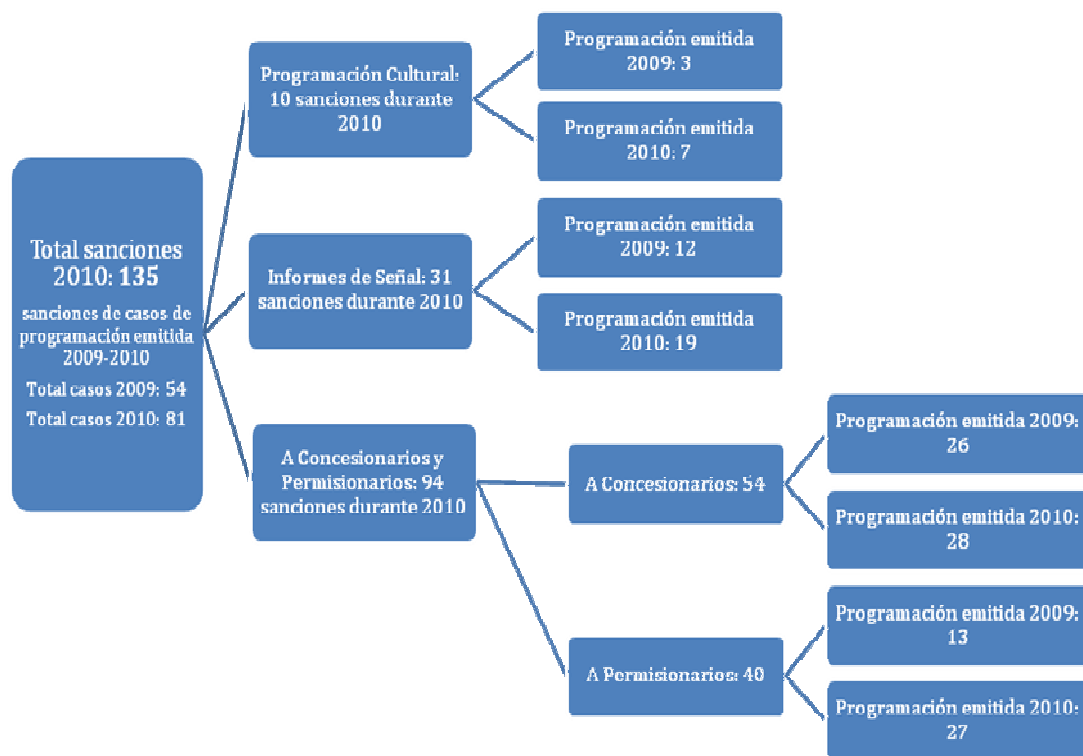 Total sanciones
2010: 135
sanciones de casos de
programación emitida
2009-2010
Total casos 2009: 54
Total casos 2010: 81
Programación Cultural:
10 sanciones durante
2010
Programación emitida
2009: 3
Programación emitida
2010: 7
Informes de Señal: 31
sanciones durante 2010
Programación emitida
2009: 12
Programación emitida
2010: 19
A Concesionarios y
Permisionarios: 94
sanciones durante 2010
A Concesionarios: 54
Programación emitida 2009:
26
Programación emitida 2010:
28
A Permisionarios: 40
Programación emitida 2009:
13
Programación emitida 2010:
27